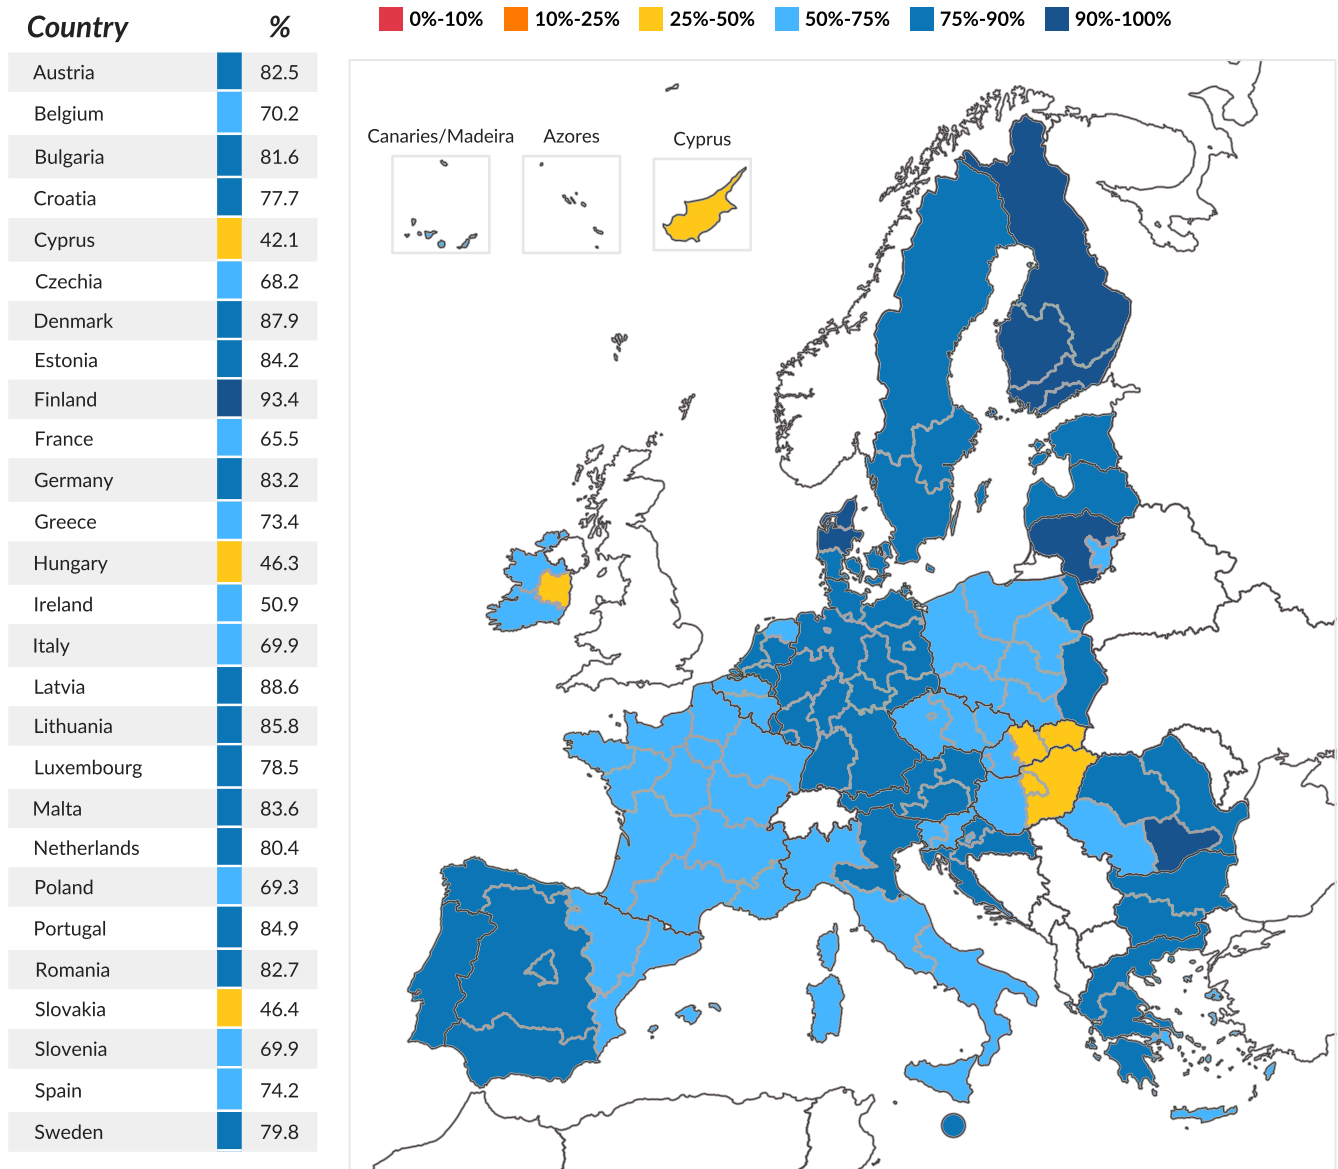 Country %
0%-10% 10%-25% 25%-50% 50%-75% 75%-90% 90%-100%
Austria 82.5
Belgium 70.2
Bulgaria 81.6
Croatia 77.7
Cyprus 42.1
Czechia 68.2
Denmark 87.9
Estonia 84.2
Finland 93.4
France 65.5
Germany 83.2
Greece 73.4
Hungary 46.3
Ireland 50.9
Italy 69.9
Latvia 88.6
Lithuania 85.8
Luxembourg 78.5
Malta 83.6
Netherlands 80.4
Poland 69.3
Portugal 84.9
Romania 82.7
Slovakia 46.4
Slovenia 69.9
Spain 74.2
Sweden 79.8
Canaries/Madeira Azores Cyprus